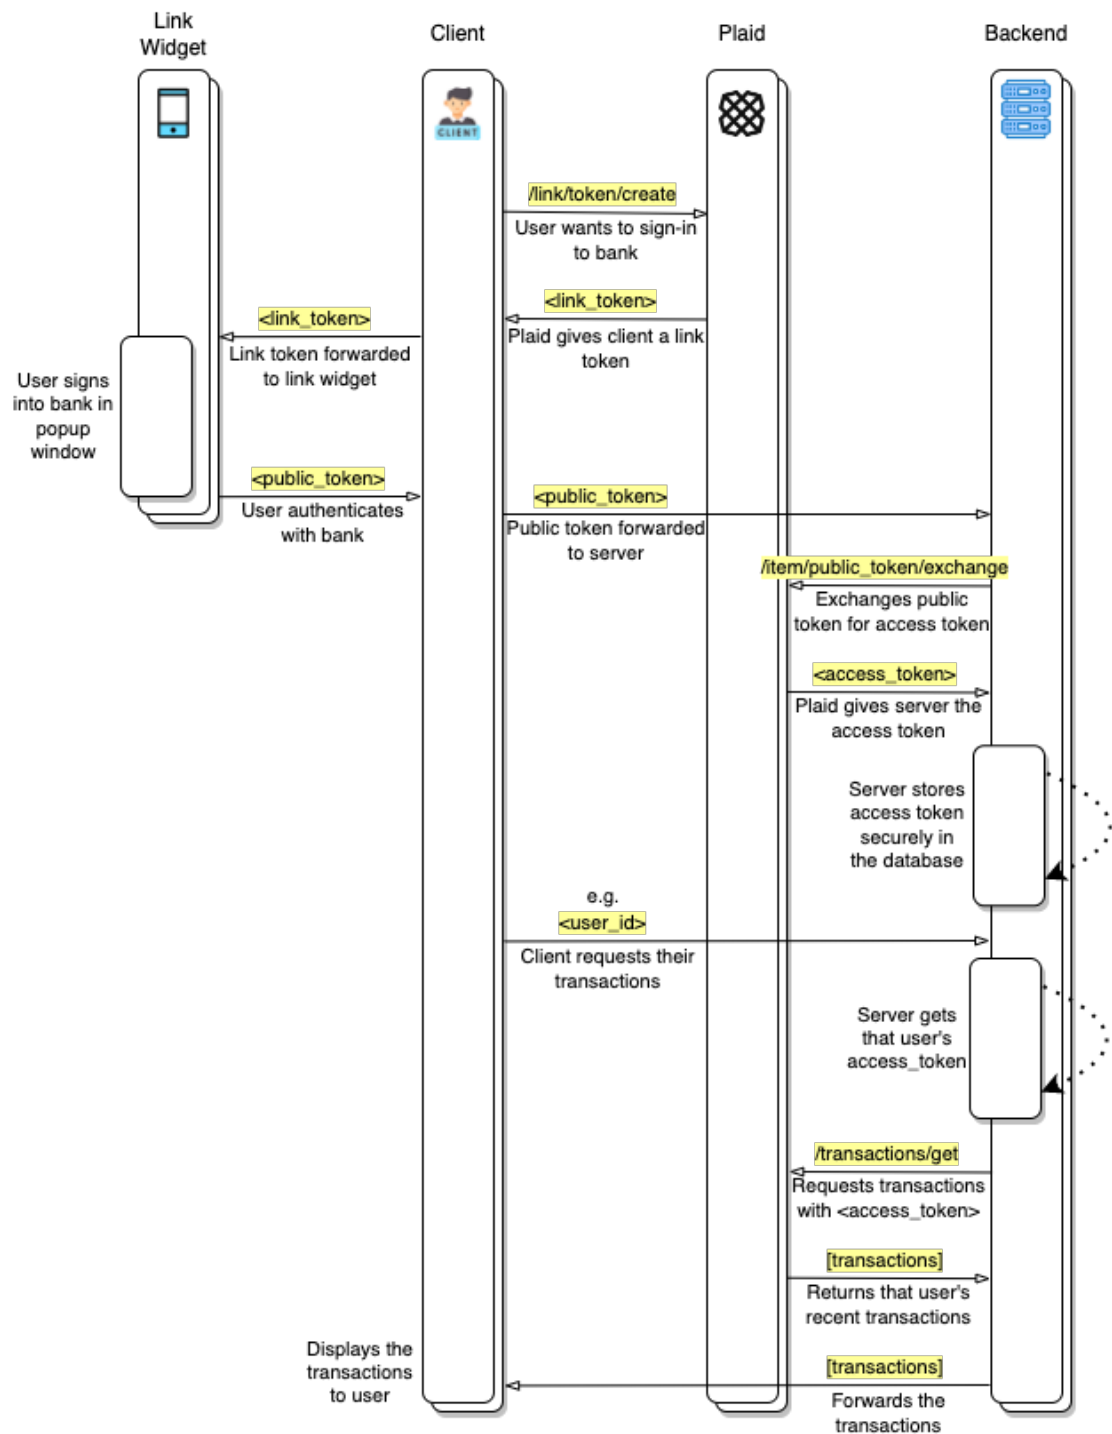 Link
Widget
Client
Plaid
Backend
CLIENT
/link/token/create
User wants to sign-in
to bank
<link_token>
Plaid gives client a link
token
<link_token>
Link token forwarded
to link widget
User signs
into bank in
popup
window
<public_token>
User authenticates
with bank
<public_token>
Public token forwarded
to server
/item/public_token/exchange
Exchanges public
token for access token
<access_token>
Plaid gives server the
access token
Server stores
access token
securely in
the database
e.g.
<user_id>
Client requests their
transactions
Server gets
that user's
access_token
/transactions/get
Requests transactions
with <access_token>
[transactions]
Returns that user's
recent transactions
Displays the
transactions
to user
[transactions]
Forwards the
transactions